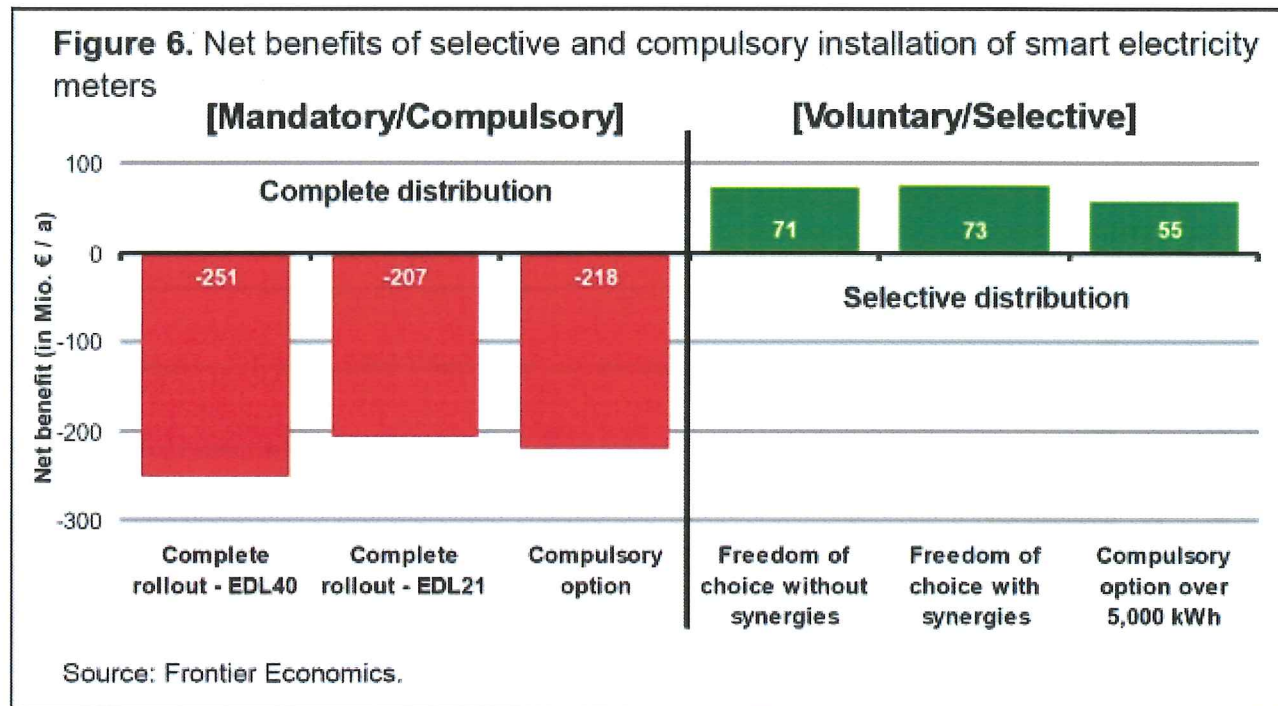 Figure 6. Net benefits of selective and compulsory installation of smart electricity
meters
[Mandatory/Compulsory]
[Voluntary/Selective]
Net benefit (in Mio. € / a)
100
0
-100
-200
-300
Complete distribution
-251
-207
-218
71
73
55
Selective distribution
Complete
rollout - EDL40
Complete
rollout - EDL21
Compulsory
option
Freedom of
choice without
synergies
Freedom of
choice with
synergies
Compulsory
option over
5,000 kWh
Source: Frontier Economics.